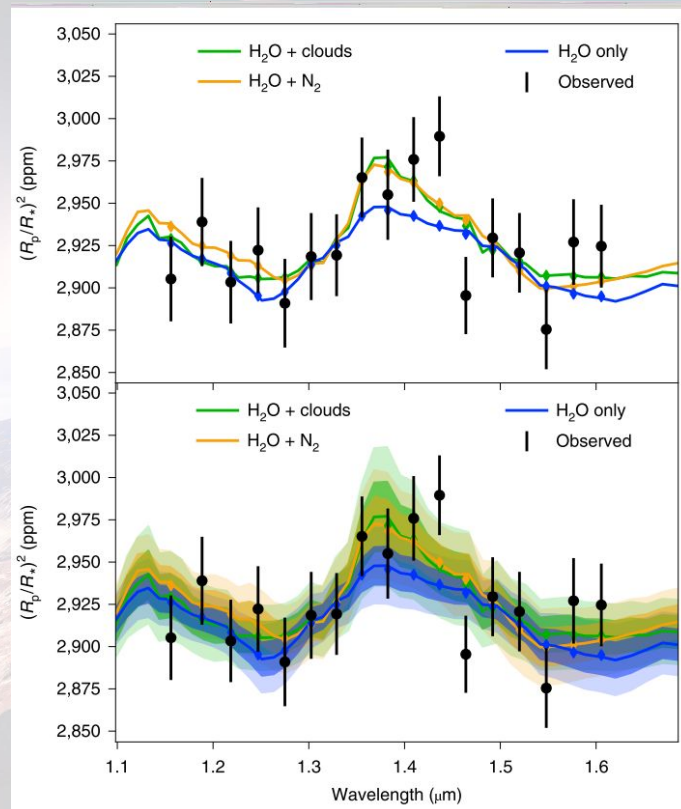 3,050
3,025
3,000
2,975
2,950
2,925
2,900
2,875
2,850
(Rp/R*)² (ppm)
H₂O + clouds
H₂O only
H₂O + N₂
Observed
3,050
3,025
3,000
2,975
2,950
2,925
2,900
2,875
2,850
(Rp/R*)² (ppm)
H₂O + clouds
H₂O only
H₂O + N₂
Observed
1.1 1.2 1.3 1.4 1.5 1.6
Wavelength (μm)